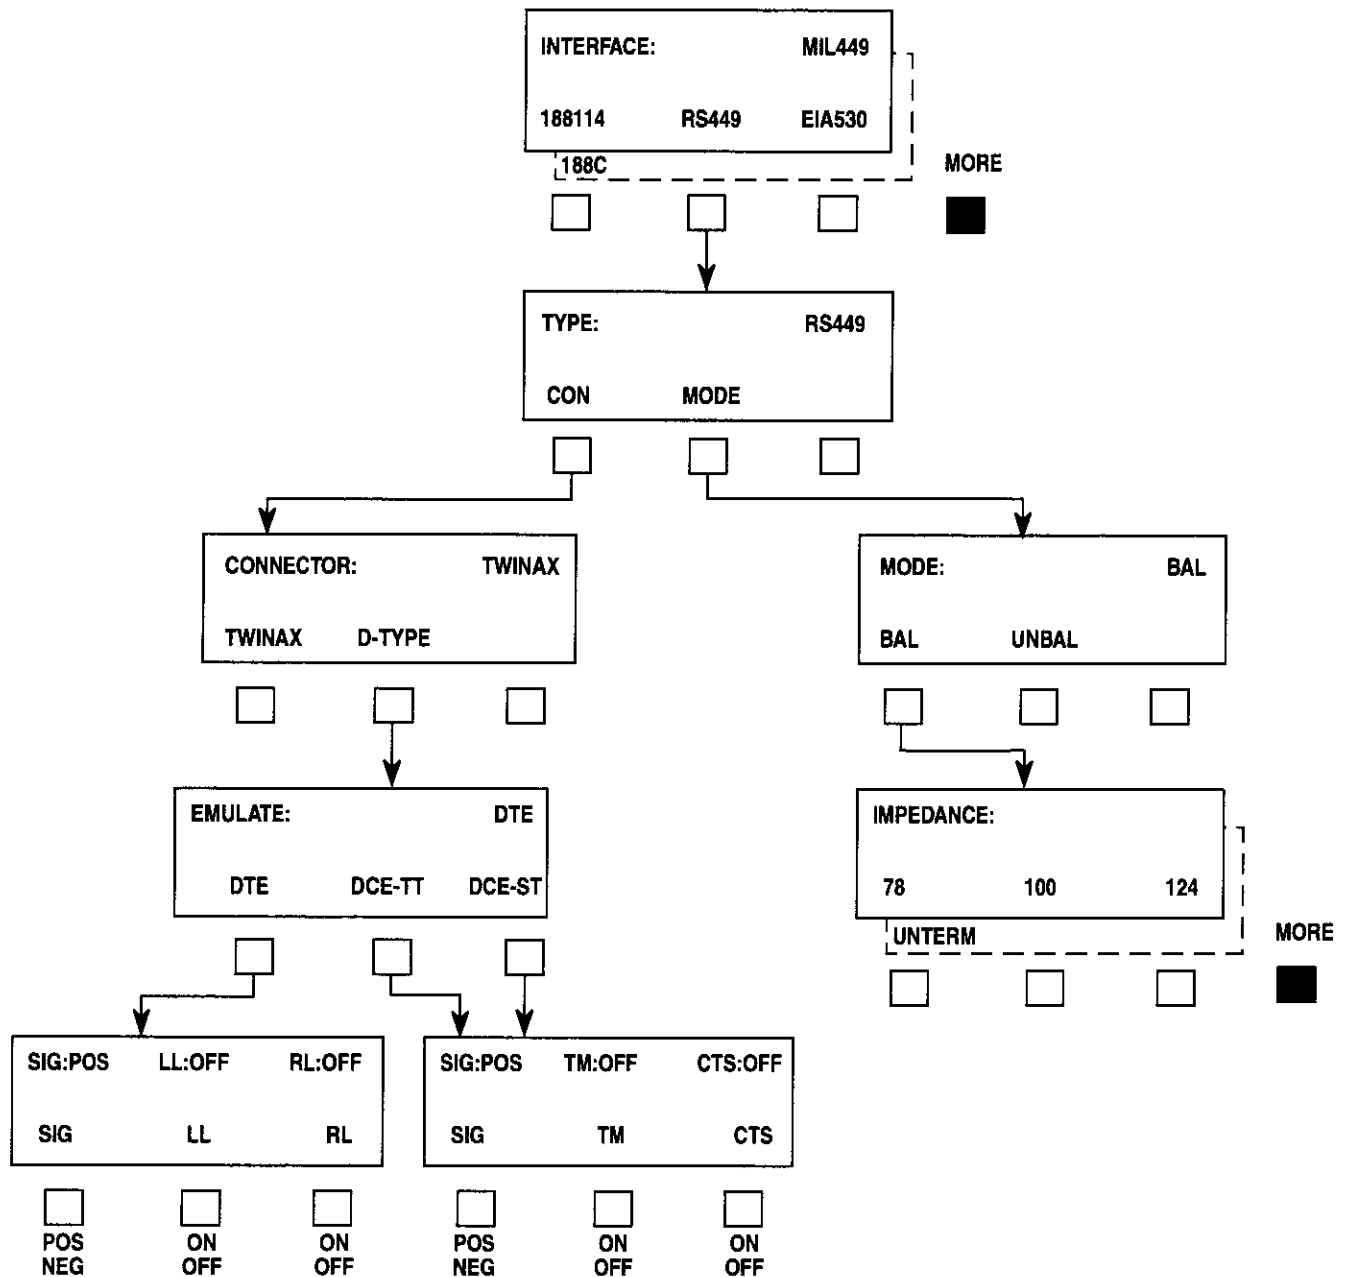 INTERFACE: MIL449
188114 RS449 EIA530
188C
MORE
TYPE: RS449
CON MODE
CONNECTOR: TWINAX
TWINAX D-TYPE
MODE: BAL
BAL UNBAL
EMULATE: DTE
DTE DCE-TT DCE-ST
IMPEDANCE:
78 100 124
UNTERM
MORE
SIG:POS LL:OFF RL:OFF
SIG LL RL
POS NEG
ON OFF
ON OFF
SIG:POS TM:OFF CTS:OFF
SIG TM CTS
POS NEG
ON OFF
ON OFF